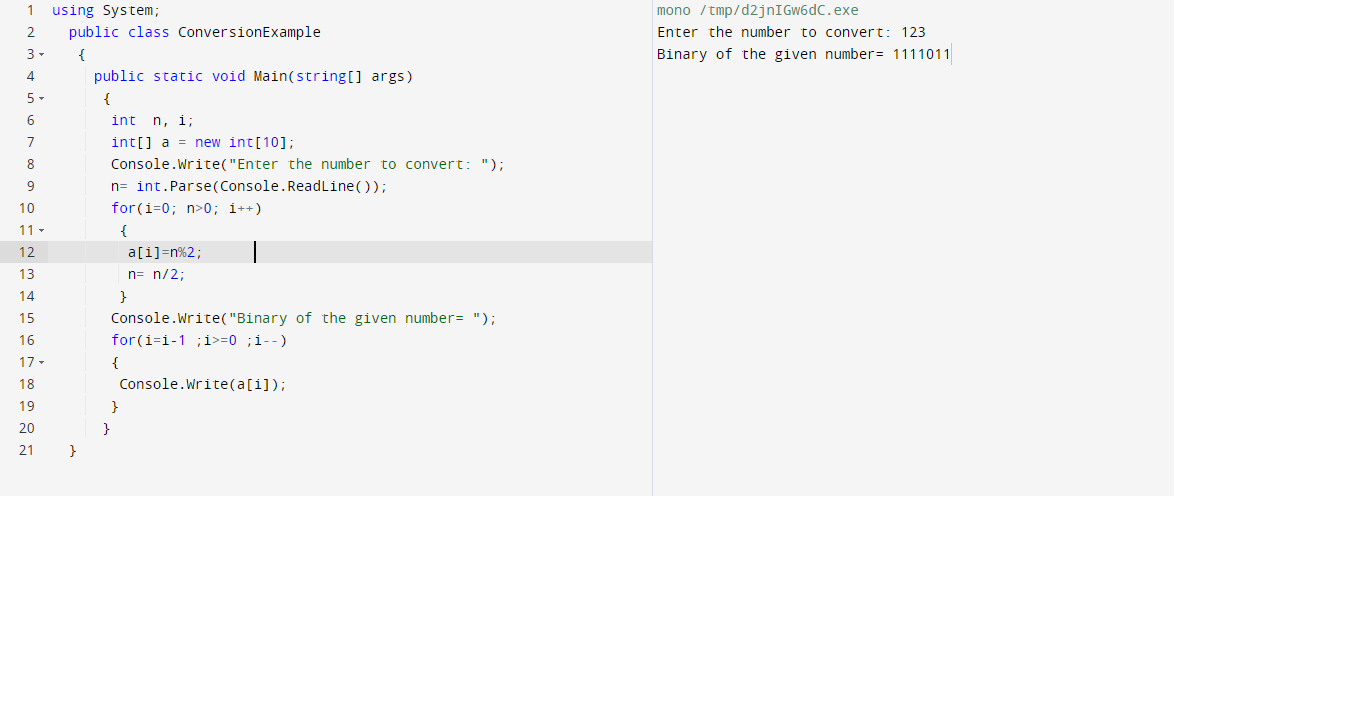 1 using System;
2 public class ConversionExample
3 {
4 public static void Main(string[] args)
5 {
6 int  n, i;
7 int[] a = new int[10];
8 Console.Write("Enter the number to convert: ");
9 n= int.Parse(Console.ReadLine());
10 for(i=0; n>0; i++)
11 {
12 a[i]=n%2;
13 n= n/2;
14 }
15 Console.Write("Binary of the given number= ");
16 for(i=i-1 ;i>=0 ;i--)
17 {
18 Console.Write(a[i]);
19 }
20 }
21 }
mono /tmp/d2jnIGw6dC.exe
Enter the number to convert: 123
Binary of the given number= 1111011